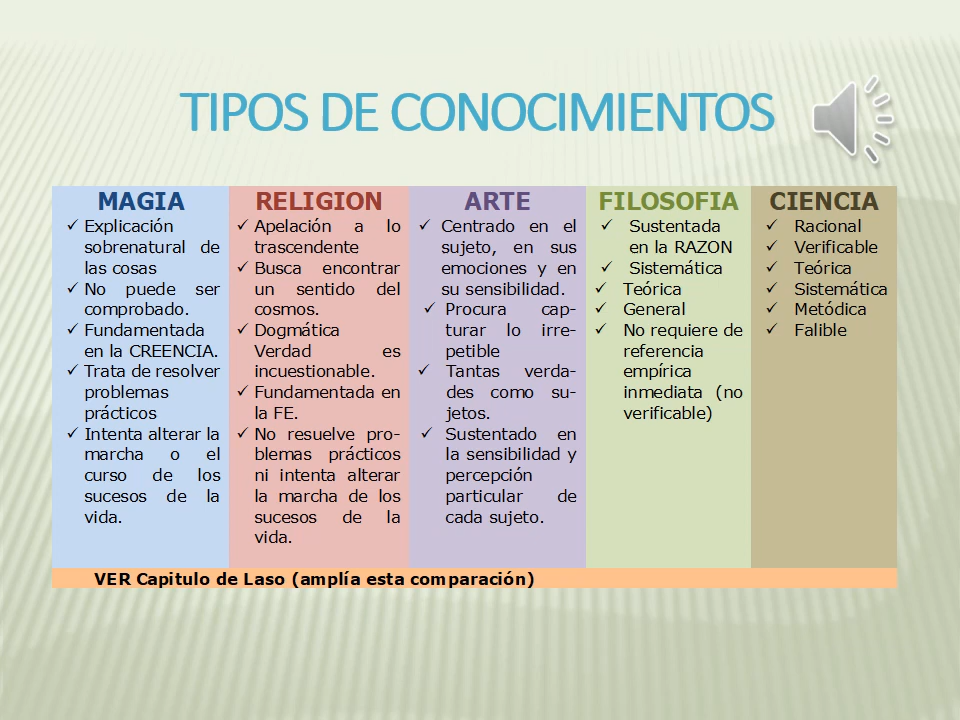 TIPOS DE CONOCIMIENTOS
MAGIA
✓ Explicación
sobrenatural de
las cosas
✓ No puede ser
comprobado.
✓ Fundamentada
en la CREENCIA.
✓ Trata de resolver
problemas
prácticos
✓ Intenta alterar la
marcha o el
curso de los
sucesos de la
vida.
RELIGION
✓ Apelación a lo
trascendente
✓ Busca encontrar
un sentido del
cosmos.
✓ Dogmática
Verdad es
incuestionable.
✓ Fundamentada en
la FE.
✓ No resuelve pro-
blemas prácticos
ni intenta alterar
la marcha de los
sucesos de la
vida.
ARTE
✓ Centrado en el
sujeto, en sus
emociones y en
su sensibilidad.
✓ Procura cap-
turar lo irre-
petible
✓ Tantas verda-
des como su-
jetos.
✓ Sustentado en
la sensibilidad y
percepción
particular de
cada sujeto.
FILOSOFIA
✓ Sustentada
en la RAZON
✓ Sistemática
✓ Teórica
✓ General
✓ No requiere de
referencia
empírica
inmediata (no
verificable)
CIENCIA
✓ Racional
✓ Verificable
✓ Teórica
✓ Sistemática
✓ Metódica
✓ Falible
VER Capitulo de Laso (amplía esta comparación)